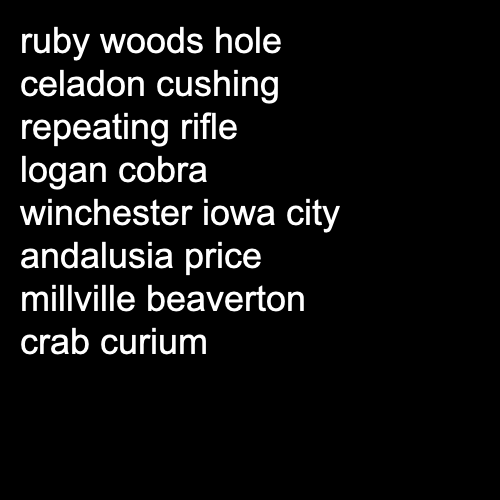 ruby woods hole
celadon cushing
repeating rifle
logan cobra
winchester iowa city
andalusia price
millville beaverton
crab curium